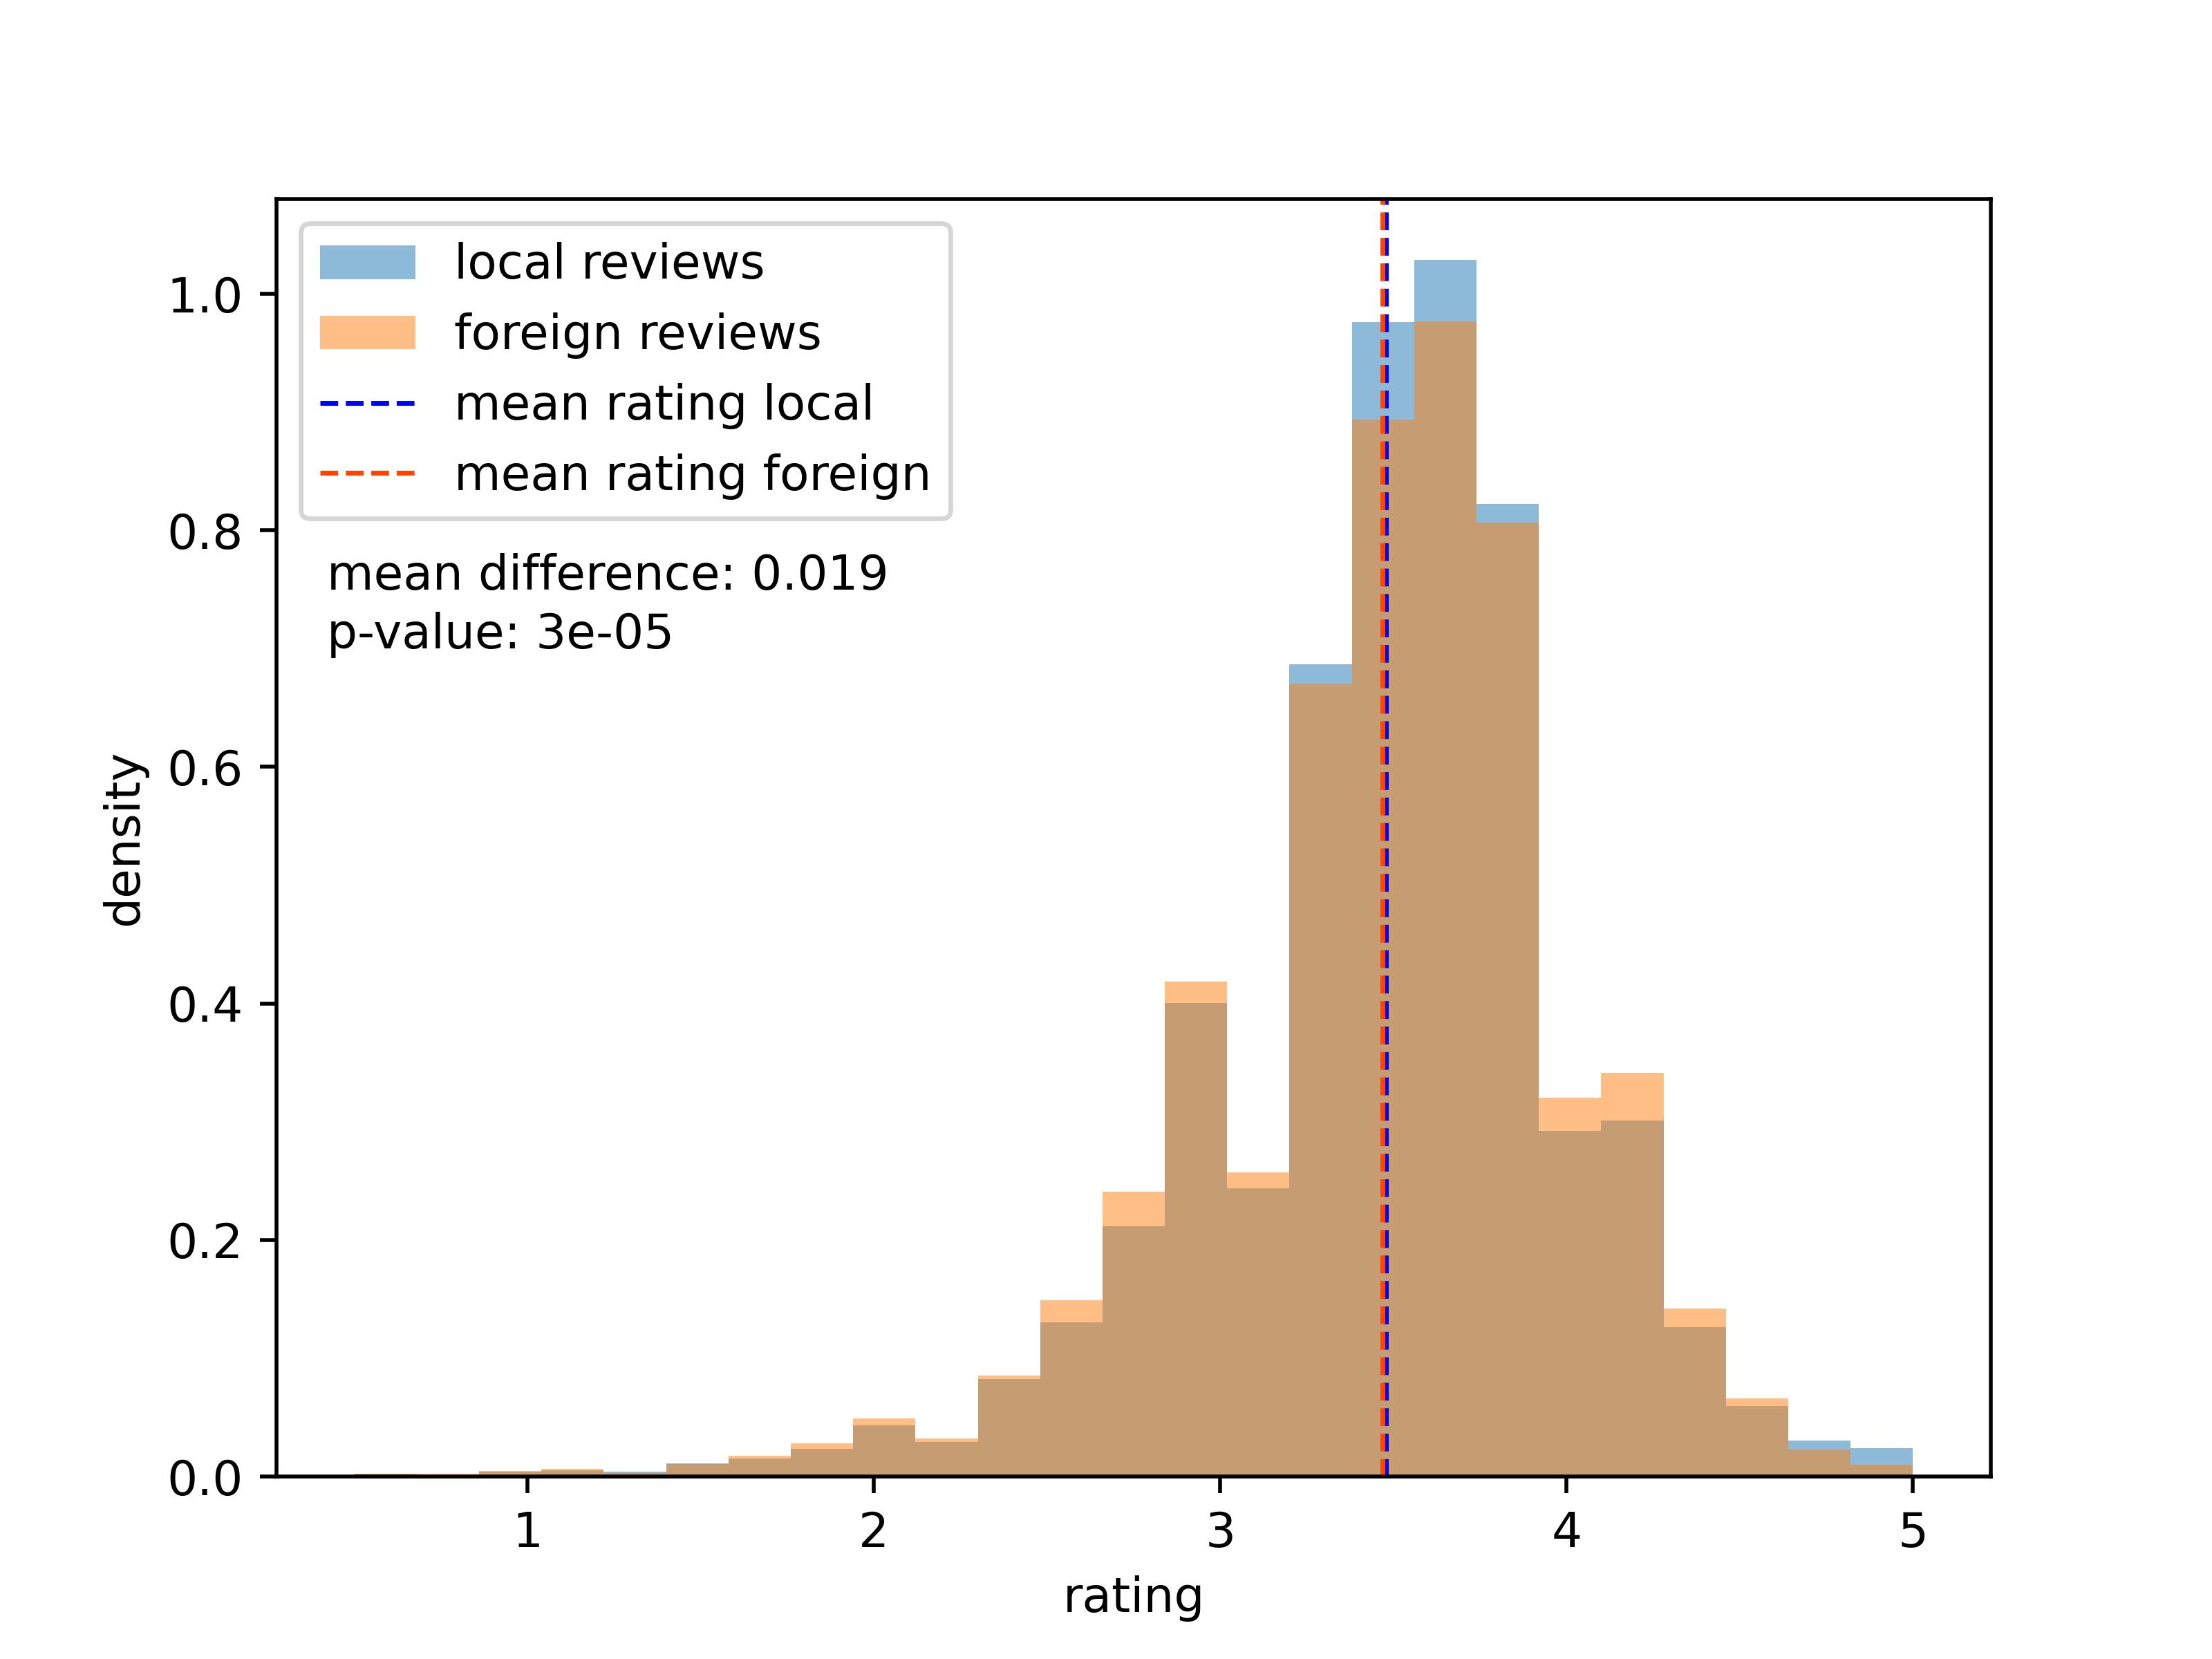 local reviews
foreign reviews
mean rating local
mean rating foreign
mean difference: 0.019
p-value: 3e-05
1.0
0.8
0.6
0.4
0.2
0.0
density
1 2 3 4 5
rating